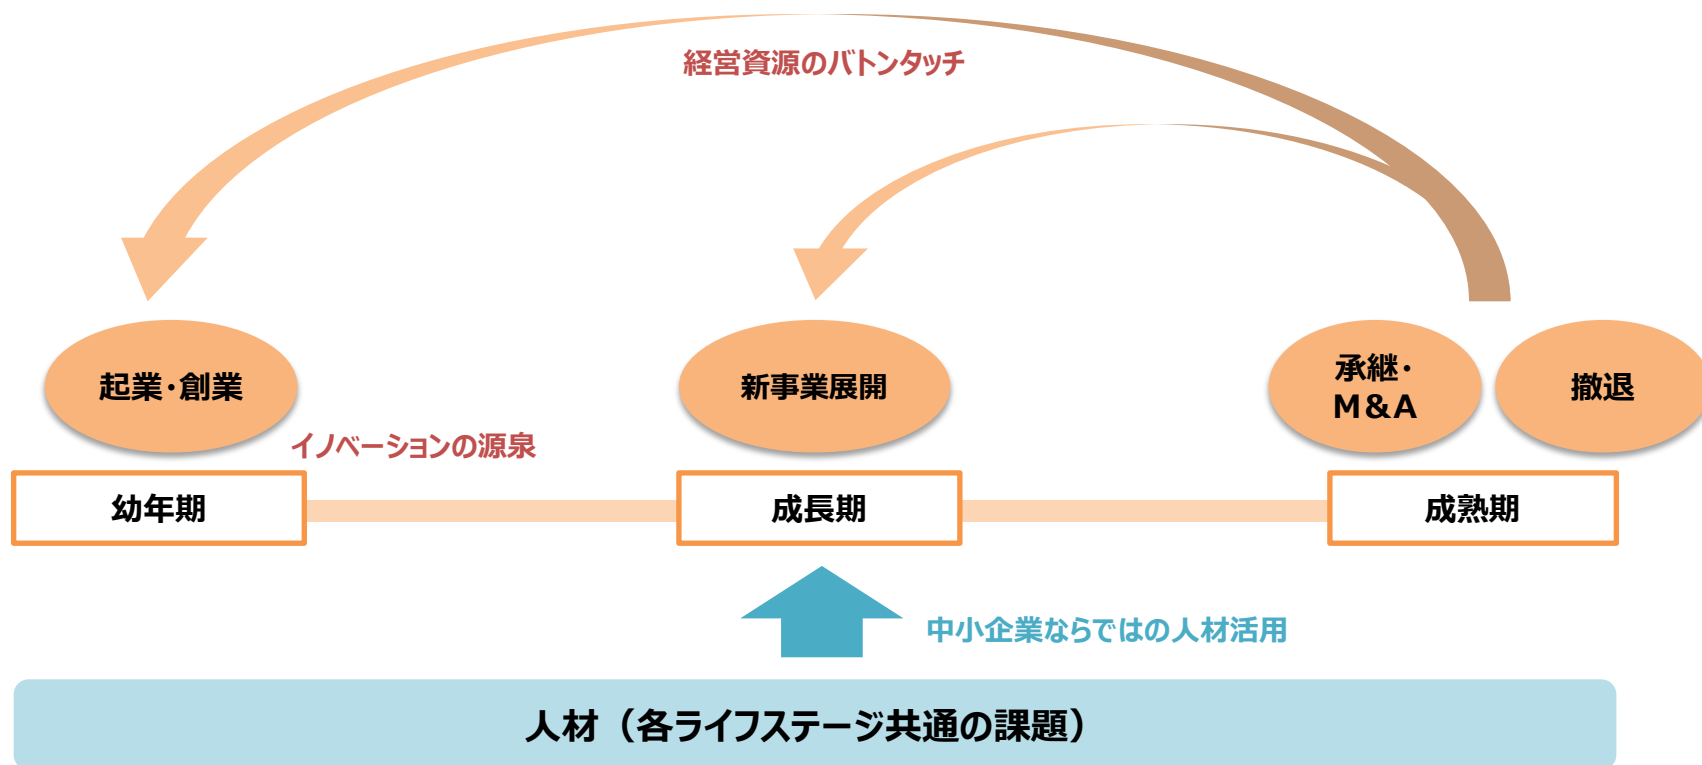 経営資源のバトンタッチ
起業・創業
新事業展開
承継・
M&A
撤退
イノベーションの源泉
幼年期
成長期
成熟期
中小企業ならではの人材活用
人材（各ライフステージ共通の課題）